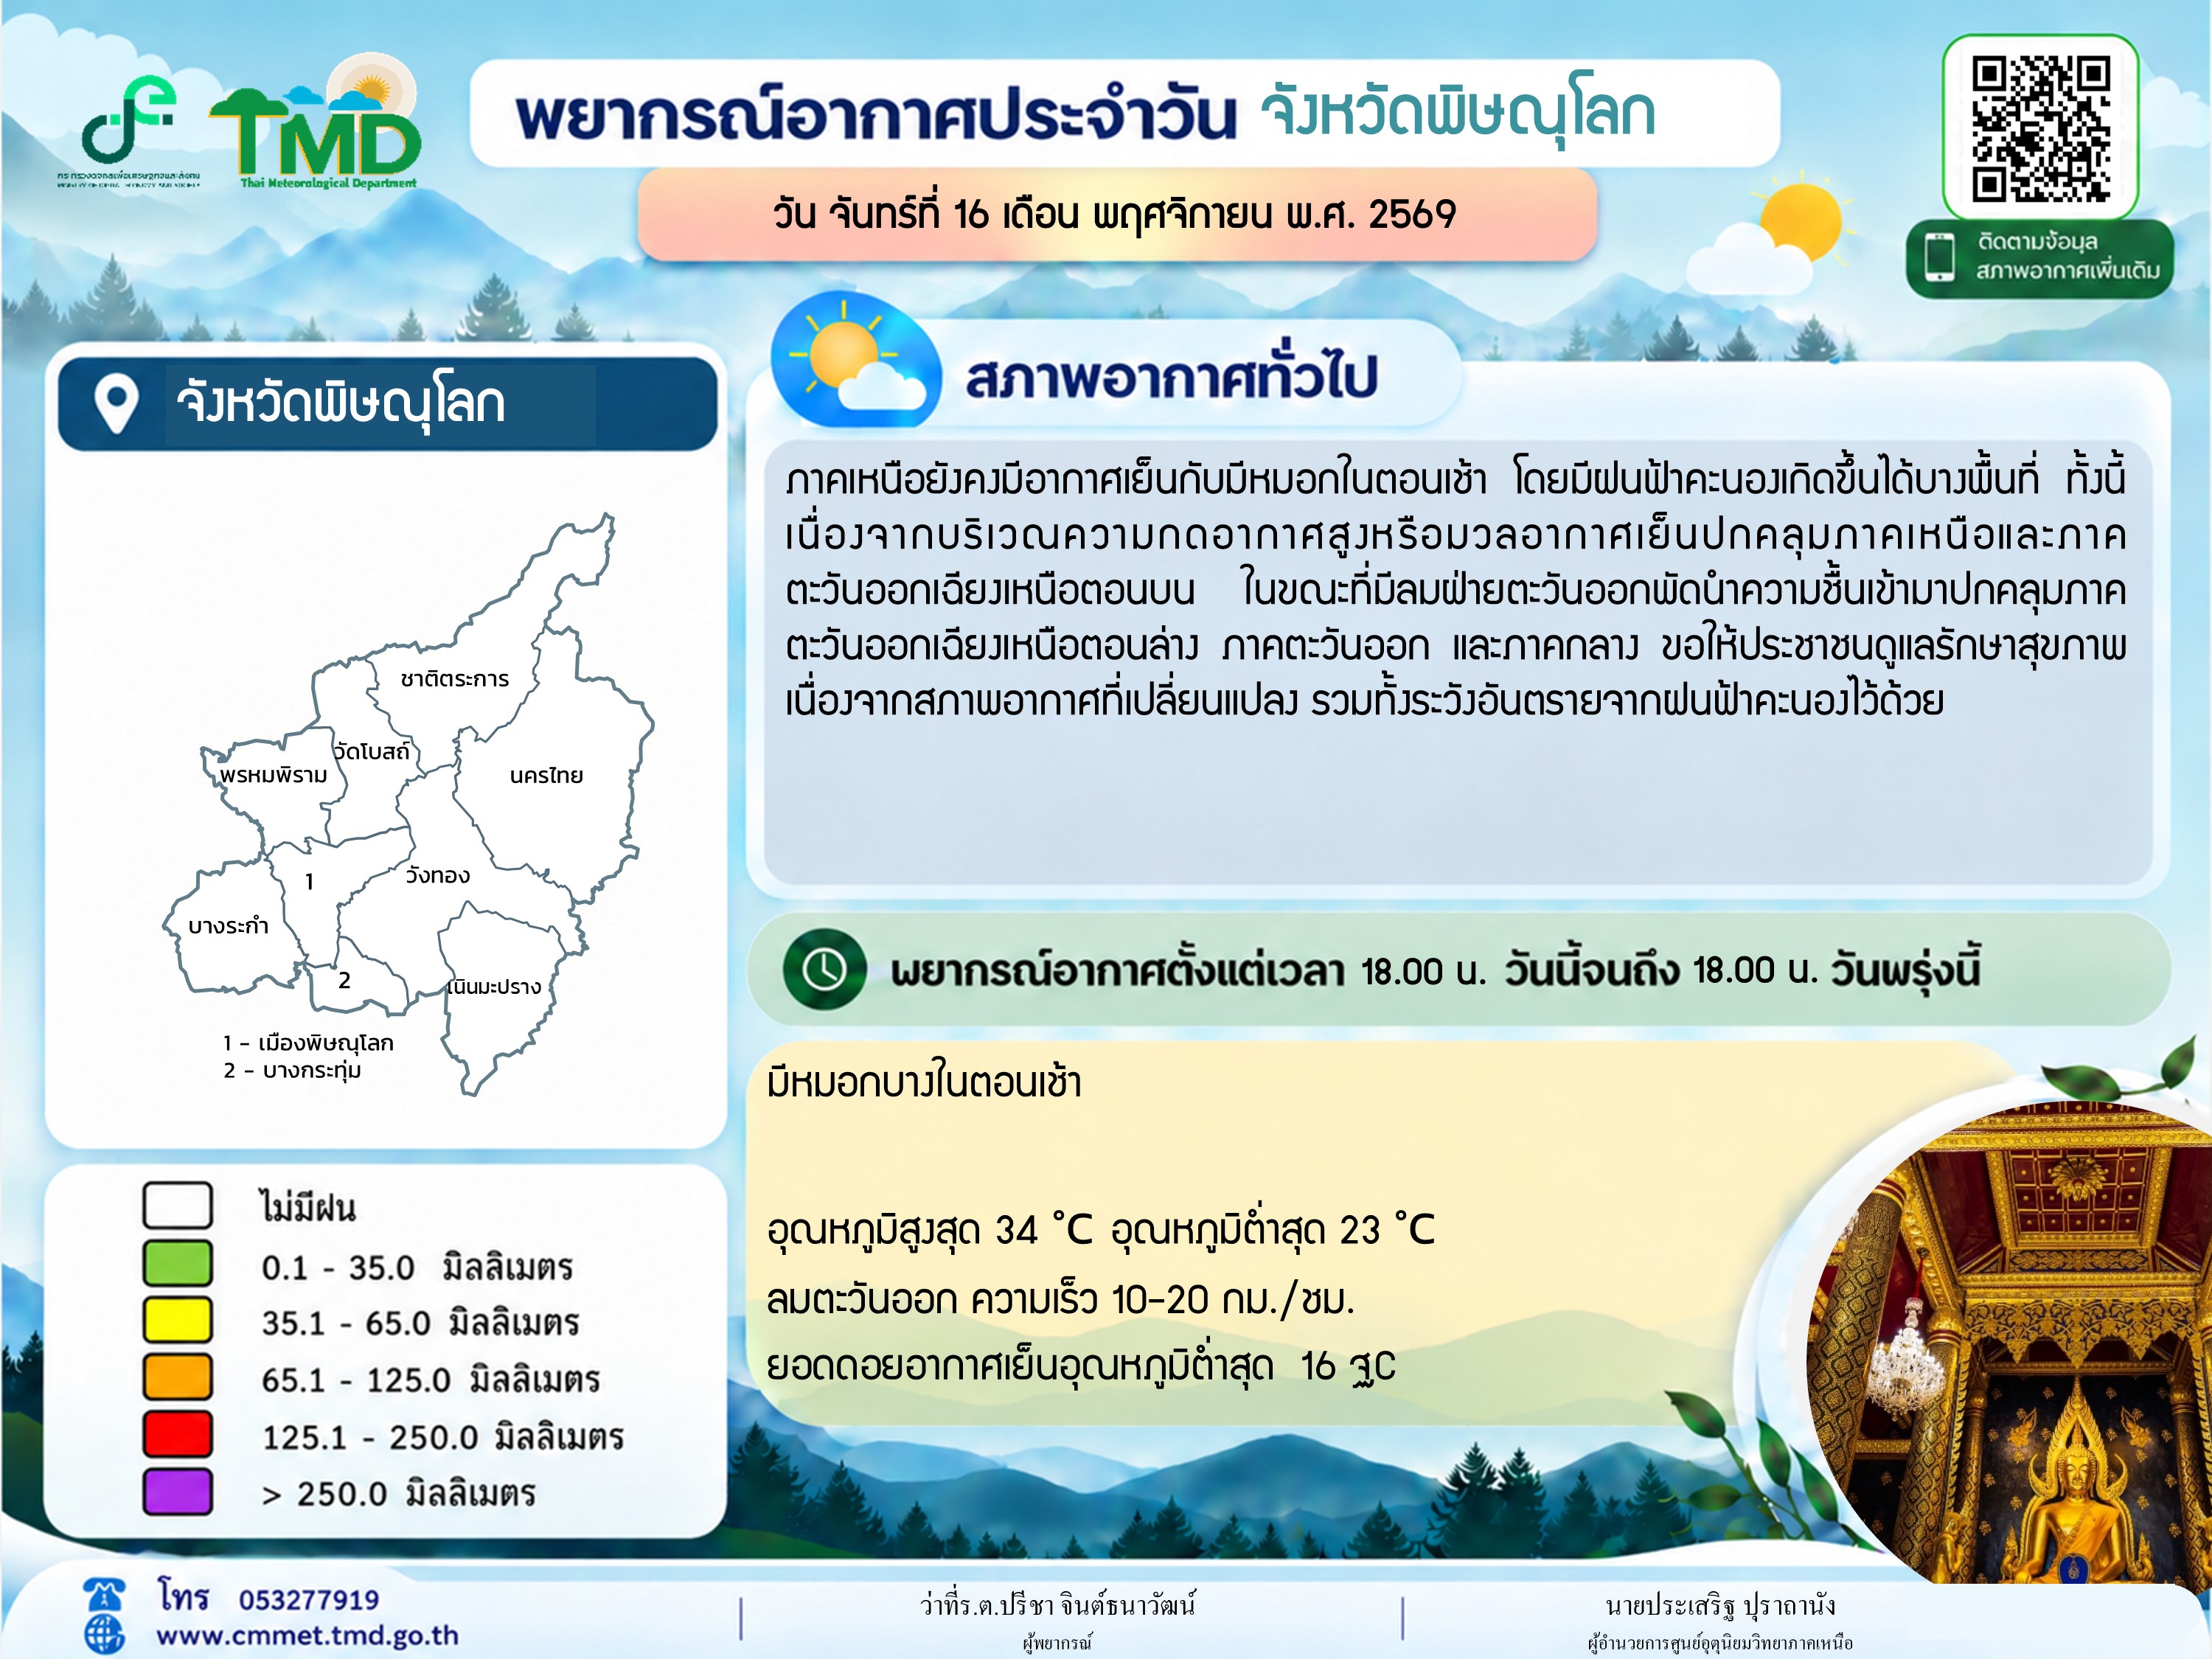 TMD
Thai Meteorological Department
พยากรณ์อากาศประจำวัน จังหวัดพิษณุโลก
วัน จันทร์ที่ 16 เดือน พฤศจิกายน พ.ศ. 2569
ติดตามข้อมูล
สภาพอากาศเพิ่มเติม
จังหวัดพิษณุโลก
ชาติตระการ
วัดโบสถ์
พรหมพิราม
นครไทย
1
วังทอง
บางระกำ
2
เนินมะปราง
1 - เมืองพิษณุโลก
2 - บางกระทุ่ม
ไม่มีฝน
0.1 - 35.0 มิลลิเมตร
35.1 - 65.0 มิลลิเมตร
65.1 - 125.0 มิลลิเมตร
125.1 - 250.0 มิลลิเมตร
> 250.0 มิลลิเมตร
สภาพอากาศทั่วไป
ภาคเหนือยังคงมีอากาศเย็นกับมีหมอกในตอนเช้า โดยมีฝนฟ้าคะนองเกิดขึ้นได้บางพื้นที่ ทั้งนี้
เนื่องจากบริเวณความกดอากาศสูงหรือมวลอากาศเย็นปกคลุมภาคเหนือและภาค
ตะวันออกเฉียงเหนือตอนบน ในขณะที่มีลมฝ่ายตะวันออกพัดนำความชื้นเข้ามาปกคลุมภาค
ตะวันออกเฉียงเหนือตอนล่าง ภาคตะวันออก และภาคกลาง ขอให้ประชาชนดูแลรักษาสุขภาพ
เนื่องจากสภาพอากาศที่เปลี่ยนแปลง รวมทั้งระวังอันตรายจากฝนฟ้าคะนองไว้ด้วย
พยากรณ์อากาศตั้งแต่เวลา 18.00 น. วันนี้จนถึง 18.00 น. วันพรุ่งนี้
มีหมอกบางในตอนเช้า
อุณหภูมิสูงสุด 34 °C อุณหภูมิต่ำสุด 23 °C
ลมตะวันออก ความเร็ว 10-20 กม./ชม.
ยอดดอยอากาศเย็นอุณหภูมิต่ำสุด 16 ฐC
โทร 053277919
www.cmmet.tmd.go.th
ว่าที่ร.ต.ปรีชา จินต์ธนาวัฒน์
ผู้พยากรณ์
นายประเสริฐ ปุราถานัง
ผู้อำนวยการศูนย์อุตุนิยมวิทยาภาคเหนือ